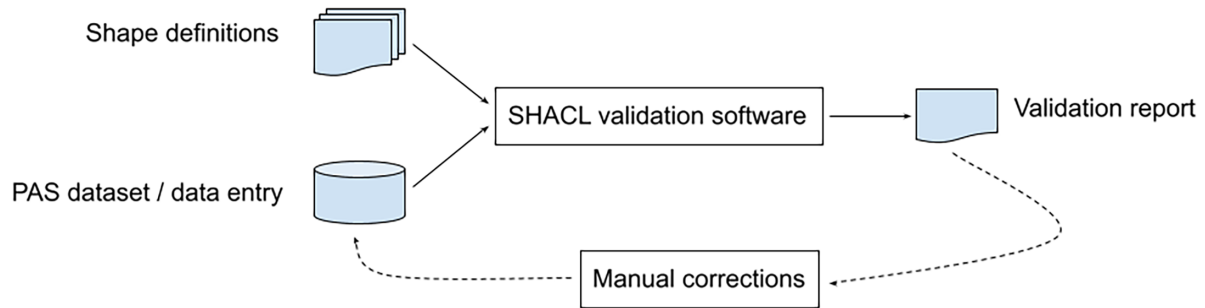 Shape definitions
SHACL validation software
Validation report
PAS dataset / data entry
Manual corrections